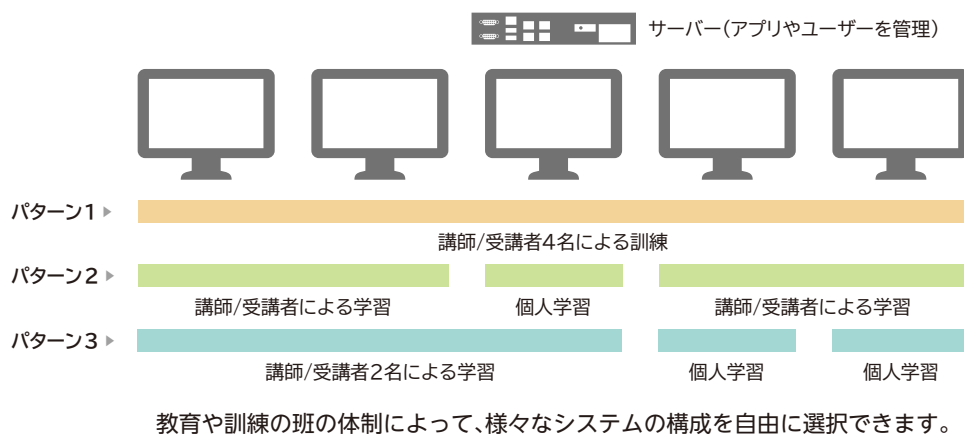 サーバー(アプリやユーザーを管理)
パターン1▶
講師/受講者4名による訓練
パターン2▶
講師/受講者による学習 個人学習 講師/受講者による学習
パターン3▶
講師/受講者2名による学習 個人学習 個人学習
教育や訓練の班の体制によって、様々なシステムの構成を自由に選択できます。